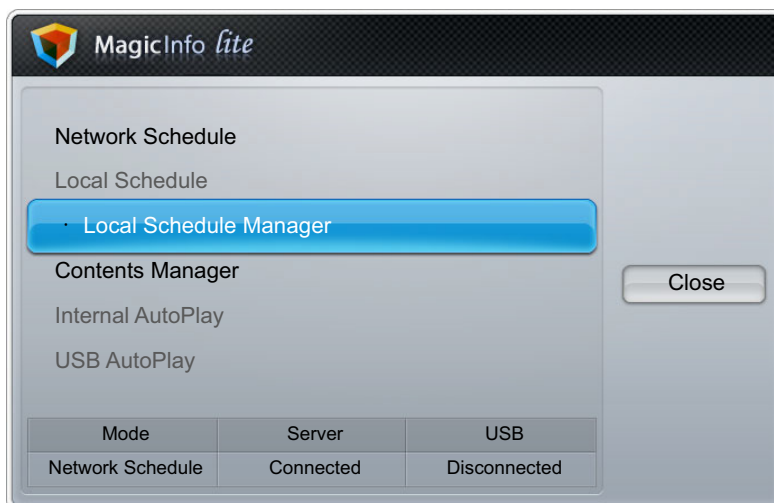 MagicInfo lite
Network Schedule
Local Schedule
· Local Schedule Manager
Contents Manager
Close
Internal AutoPlay
USB AutoPlay
Mode Server USB
Network Schedule Connected Disconnected